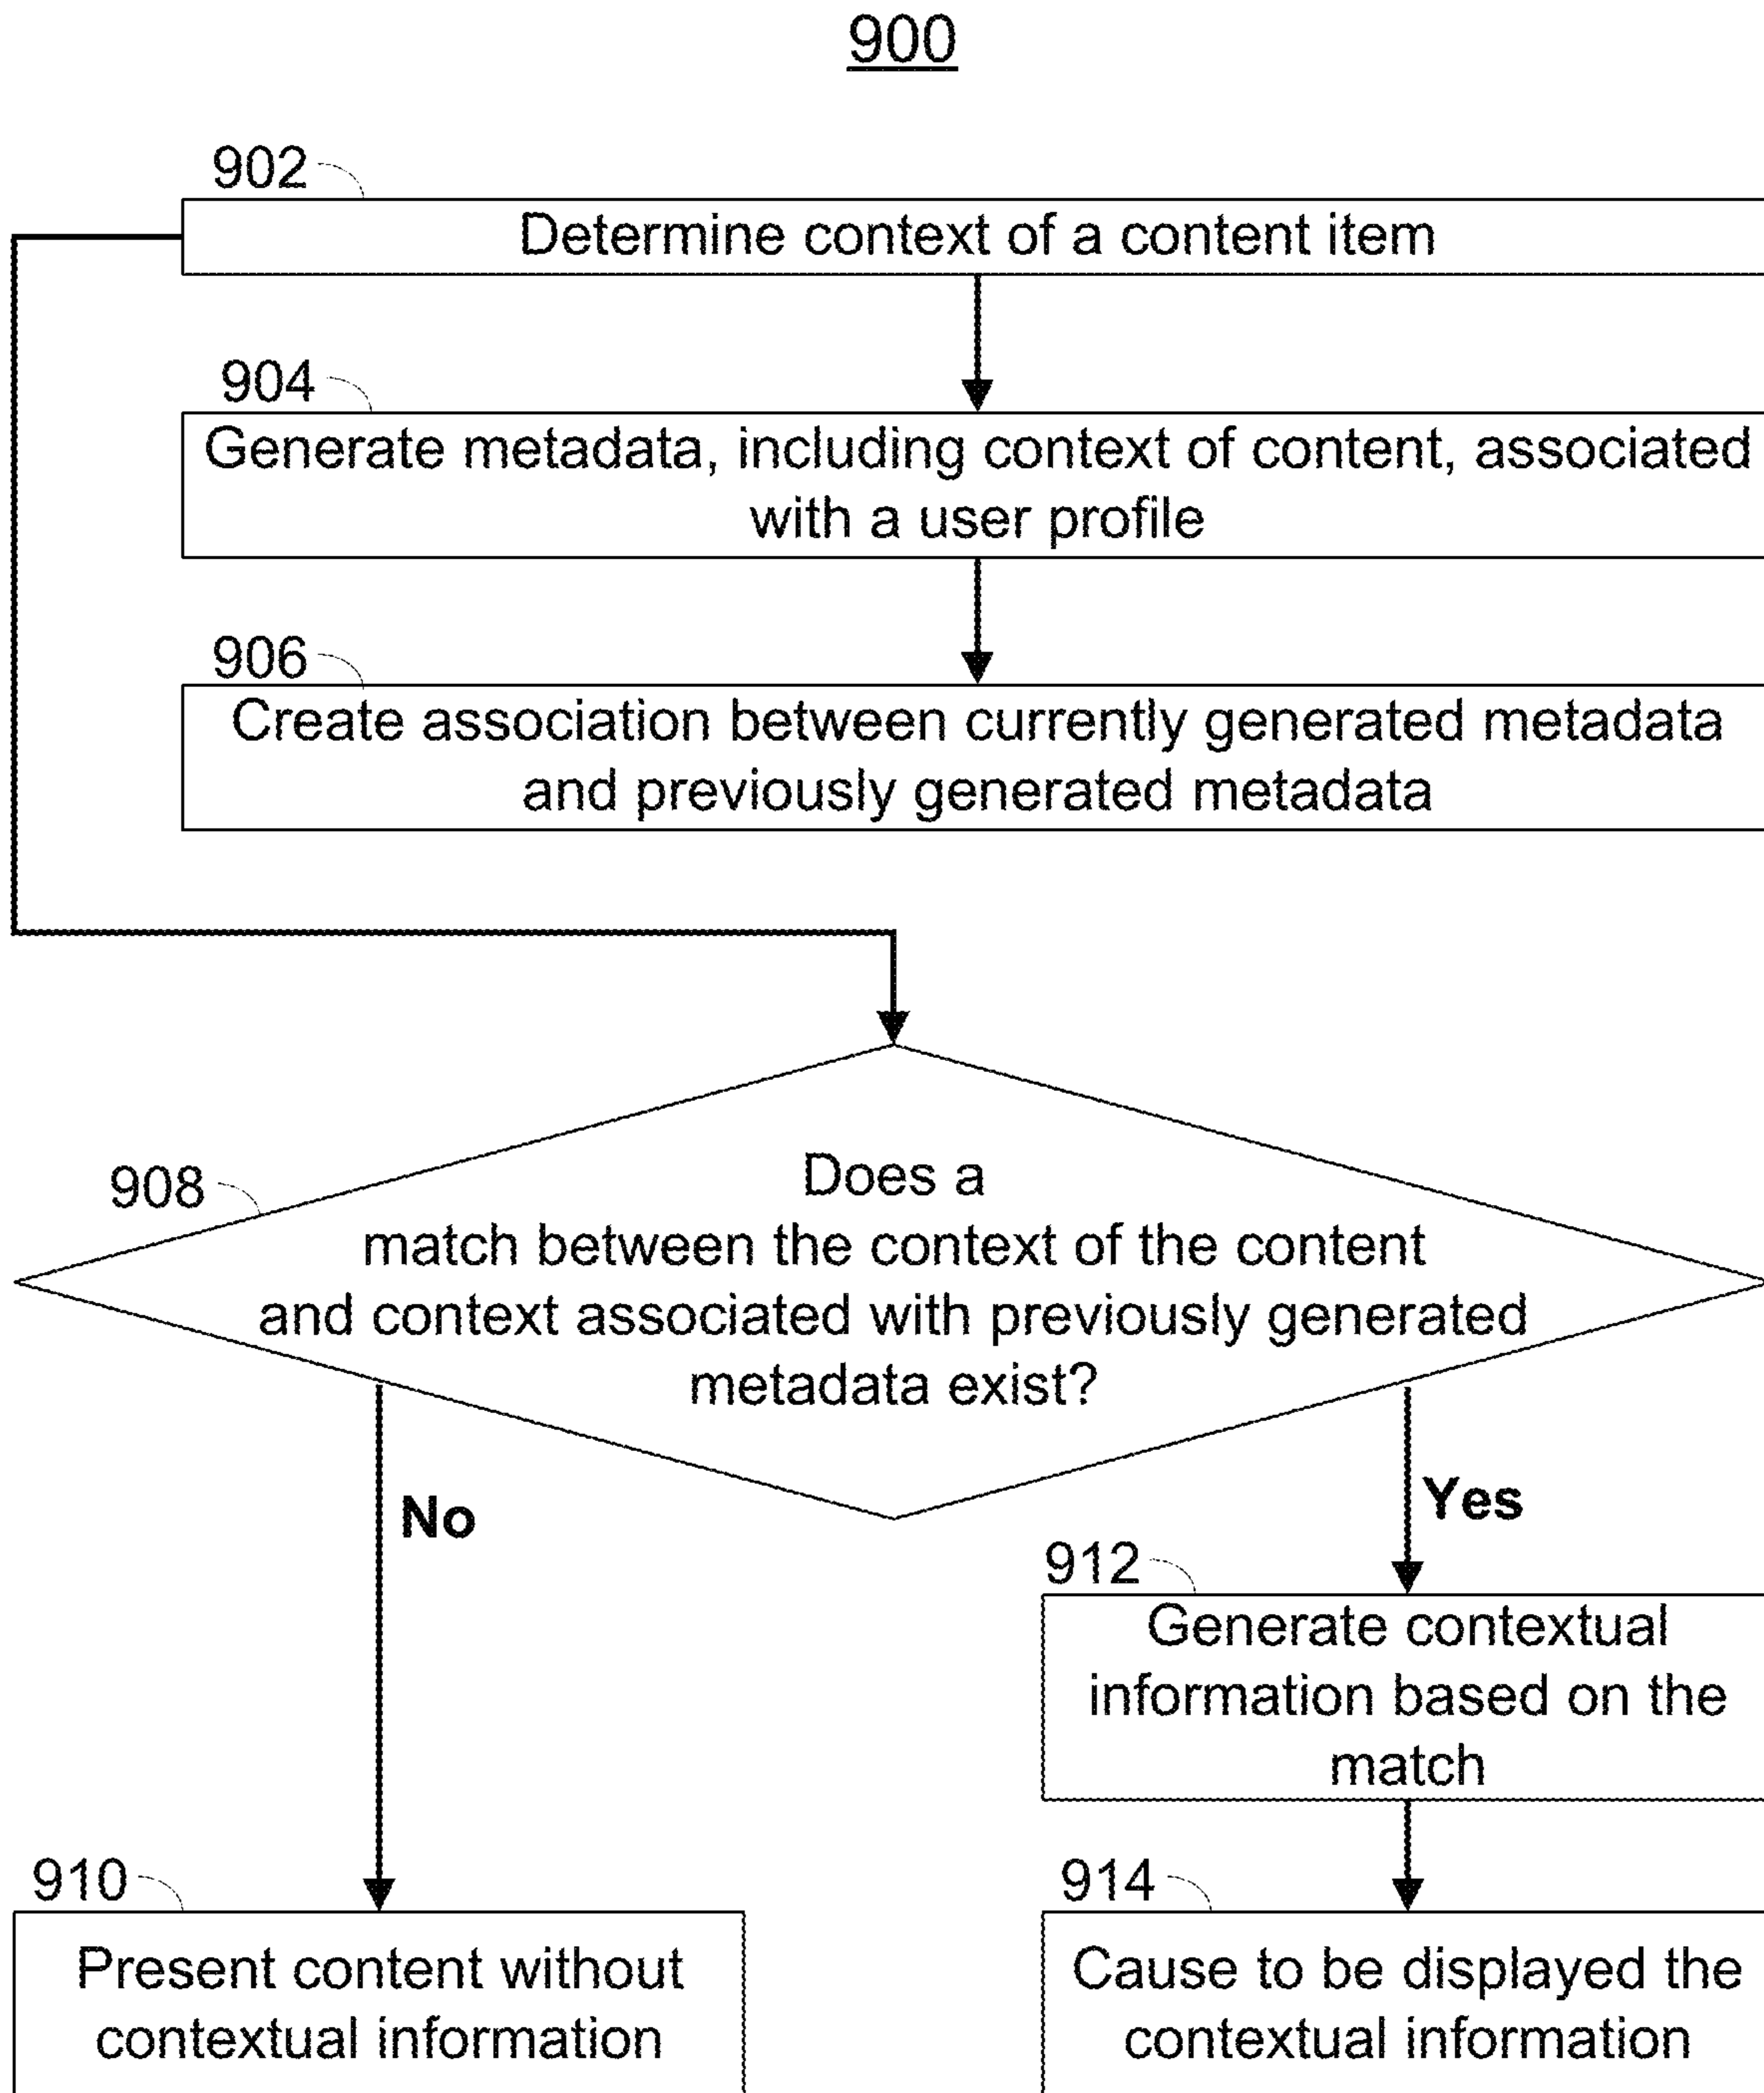 900
902
Determine context of a content item
904
Generate metadata, including context of content, associated
with a user profile
906
Create association between currently generated metadata
and previously generated metadata
908
Does a
match between the context of the content
and context associated with previously generated
metadata exist?
No
Yes
912
Generate contextual
information based on the
match
910
Present content without
contextual information
914
Cause to be displayed the
contextual information